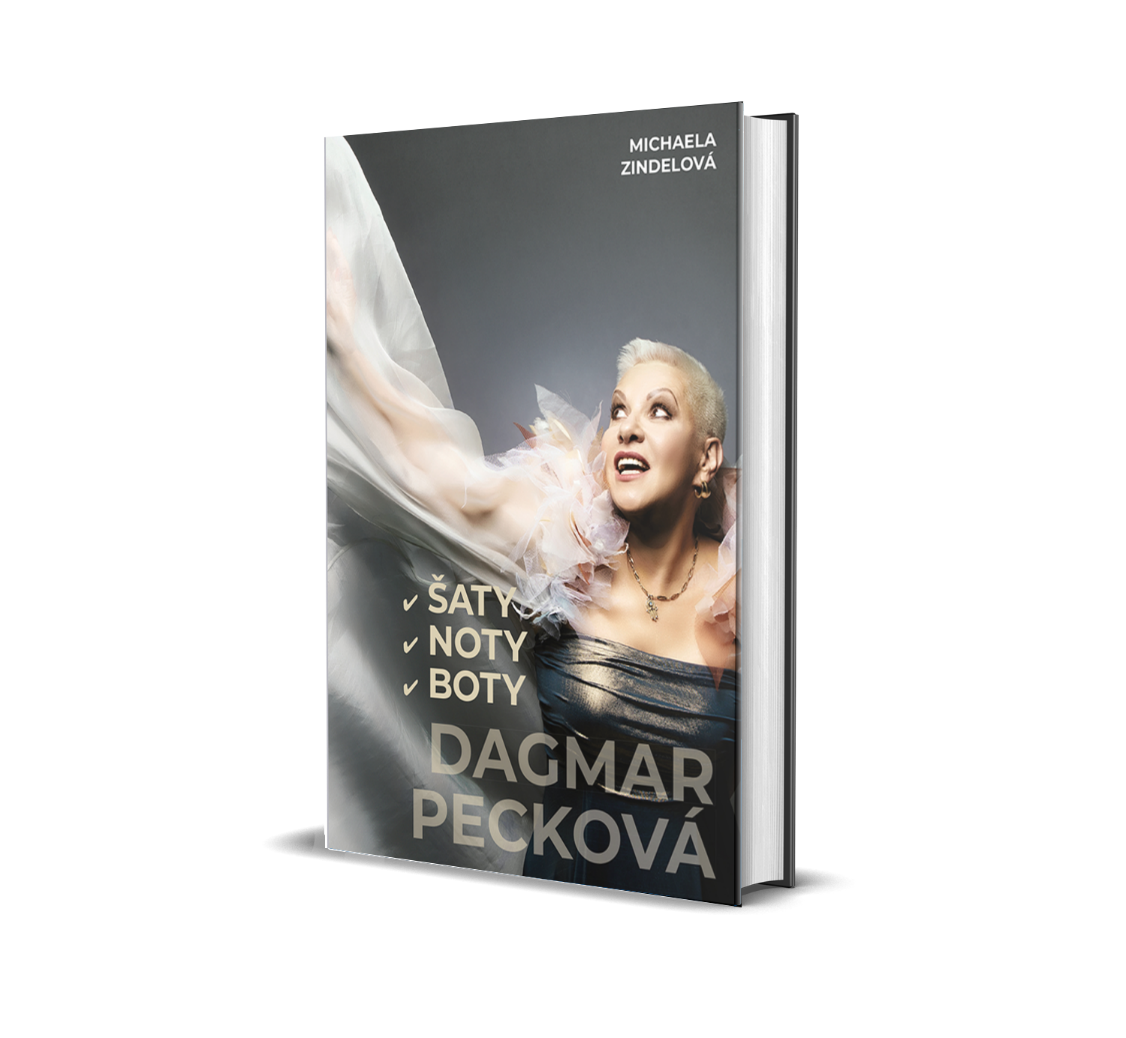 MICHAELA
ZINDELOVÁ
✓ ŠATY
✓ NOTY
✓ BOTY
DAGMAR
PECKOVÁ